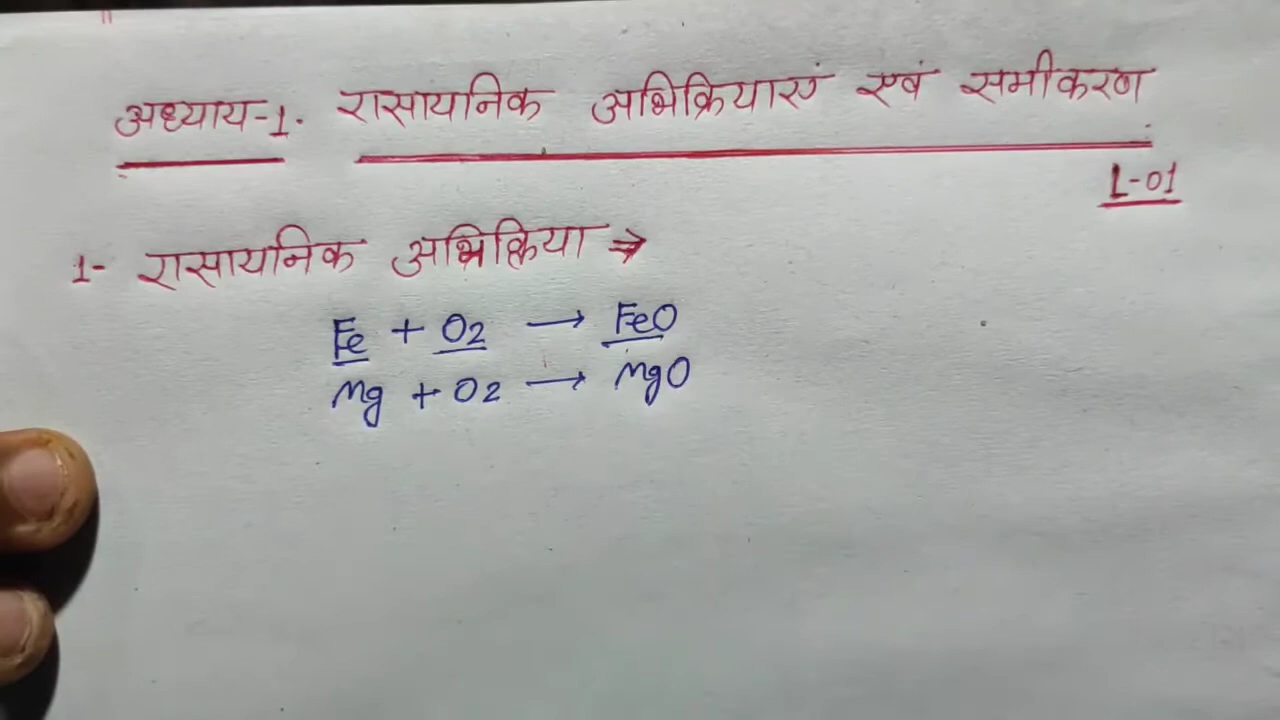 अध्याय-1. रासायनिक अभिक्रियाएं एवं समीकरण
L-01
1- रासायनिक अभिक्रिया →
Fe + O2 → FeO
Mg + O2 → MgO